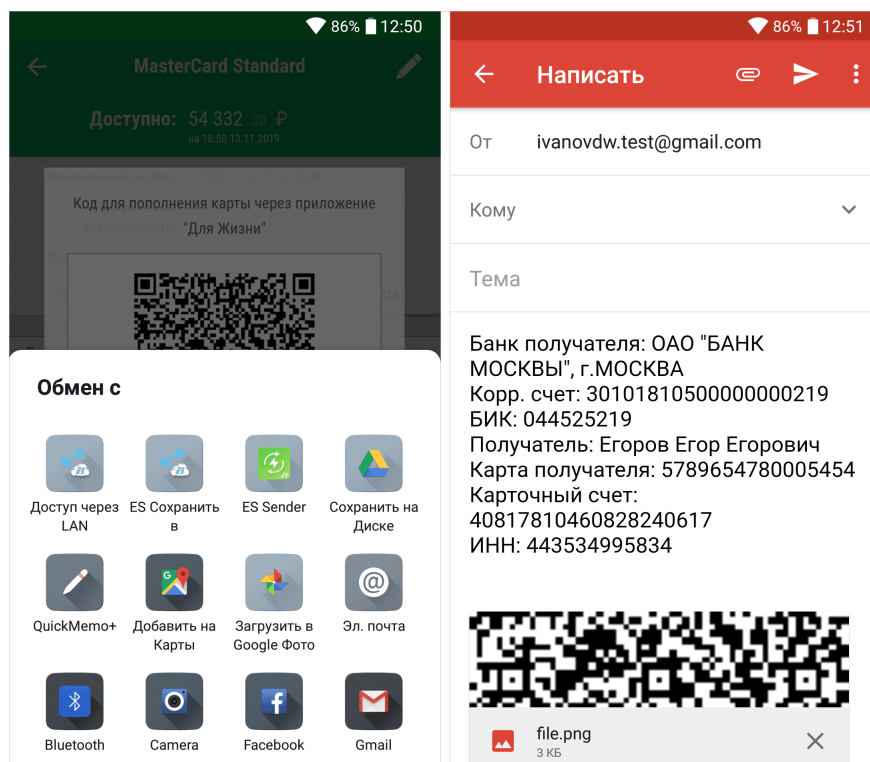 86% 12:50
MasterCard Standard
Доступно: 54 332 .00 ₽
на 18:50 13.11.2019
Код для пополнения карты через приложение
"Для Жизни"
Обмен с
Доступ через
LAN
ES Сохранить
в
ES Sender
Сохранить на
Диске
QuickMemo+
Добавить на
Карты
Загрузить в
Google Фото
Эл. почта
Bluetooth
Camera
Facebook
Gmail
86% 12:51
Написать
От ivanovdw.test@gmail.com
Кому
Тема
Банк получателя: ОАО "БАНК
МОСКВЫ", г.МОСКВА
Корр. счет: 30101810500000000219
БИК: 044525219
Получатель: Егоров Егор Егорович
Карта получателя: 5789654780005454
Карточный счет:
40817810460828240617
ИНН: 443534995834
file.png
3 КБ